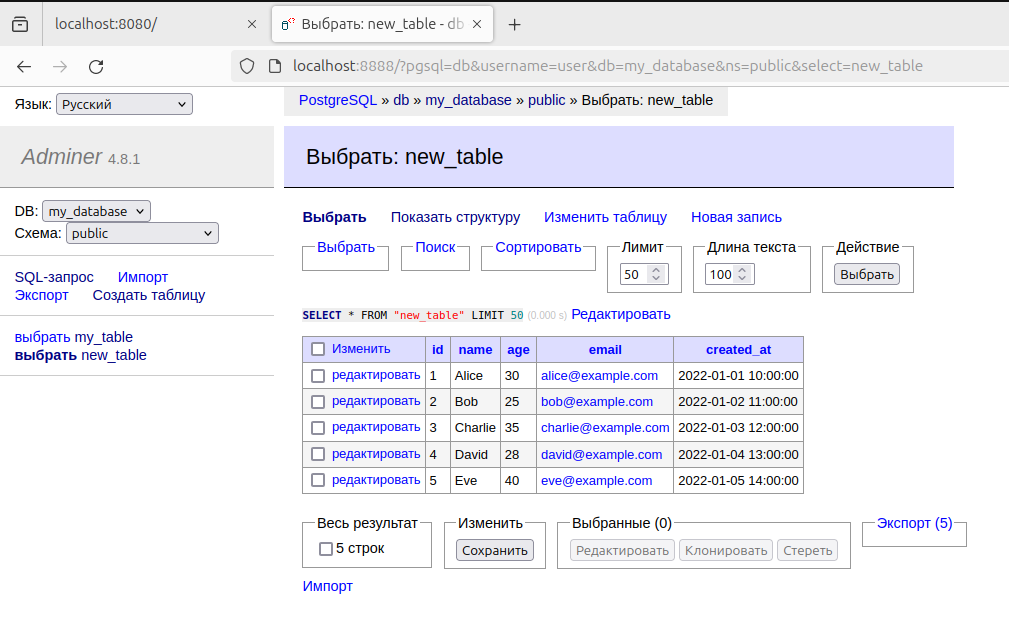 localhost:8080/
Выбрать: new_table - db
localhost:8888/?pgsql=db&username=user&db=my_database&ns=public&select=new_table
Язык: Русский
PostgreSQL » db » my_database » public » Выбрать: new_table
Adminer 4.8.1
Выбрать: new_table
DB: my_database
Схема: public
SQL-запрос Импорт
Экспорт Создать таблицу
выбрать my_table
выбрать new_table
Выбрать Показать структуру Изменить таблицу Новая запись
Выбрать Поиск Сортировать Лимит Длина текста Действие
50 100 Выбрать
SELECT * FROM "new_table" LIMIT 50 (0.000 s) Редактировать
Изменить id name age email created_at
редактировать 1 Alice 30 alice@example.com 2022-01-01 10:00:00
редактировать 2 Bob 25 bob@example.com 2022-01-02 11:00:00
редактировать 3 Charlie 35 charlie@example.com 2022-01-03 12:00:00
редактировать 4 David 28 david@example.com 2022-01-04 13:00:00
редактировать 5 Eve 40 eve@example.com 2022-01-05 14:00:00
Весь результат Изменить Выбранные (0) Экспорт (5)
5 строк Сохранить Редактировать Клонировать Стереть
Импорт